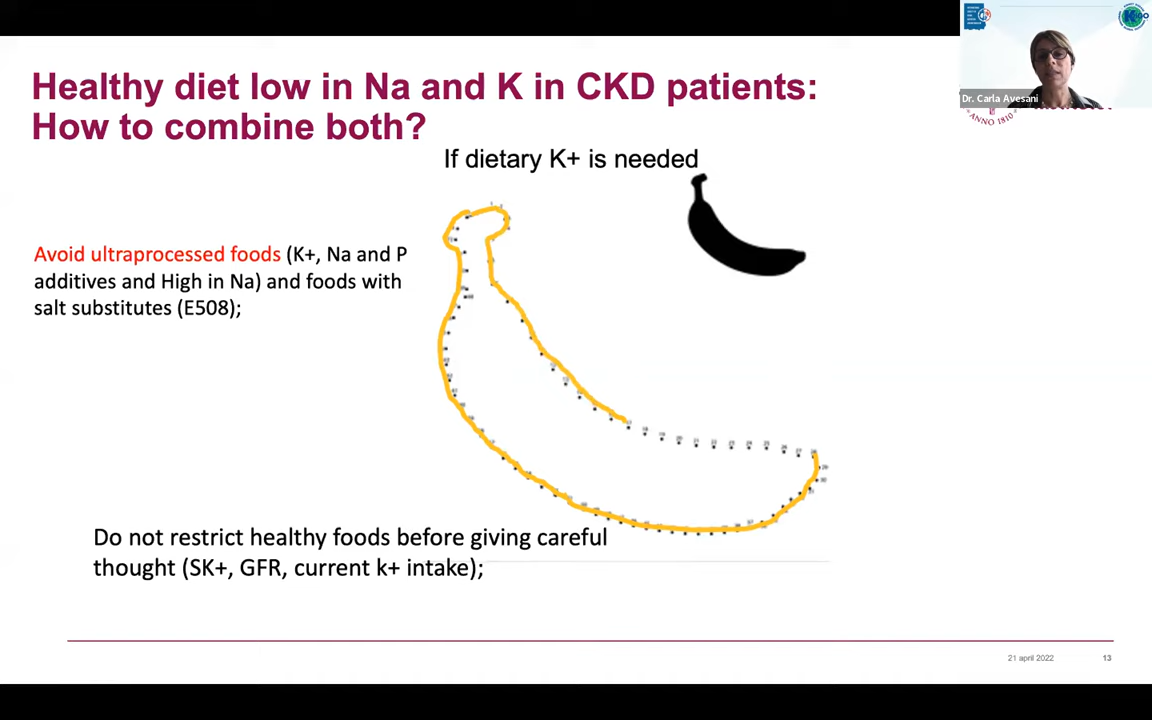 Healthy diet low in Na and K in CKD patients:
How to combine both?
Dr. Carla Avesani
ANNO 1810
If dietary K+ is needed
Avoid ultraprocessed foods (K+, Na and P
additives and High in Na) and foods with
salt substitutes (E508);
Do not restrict healthy foods before giving careful
thought (SK+, GFR, current k+ intake);
21 april 2022
13